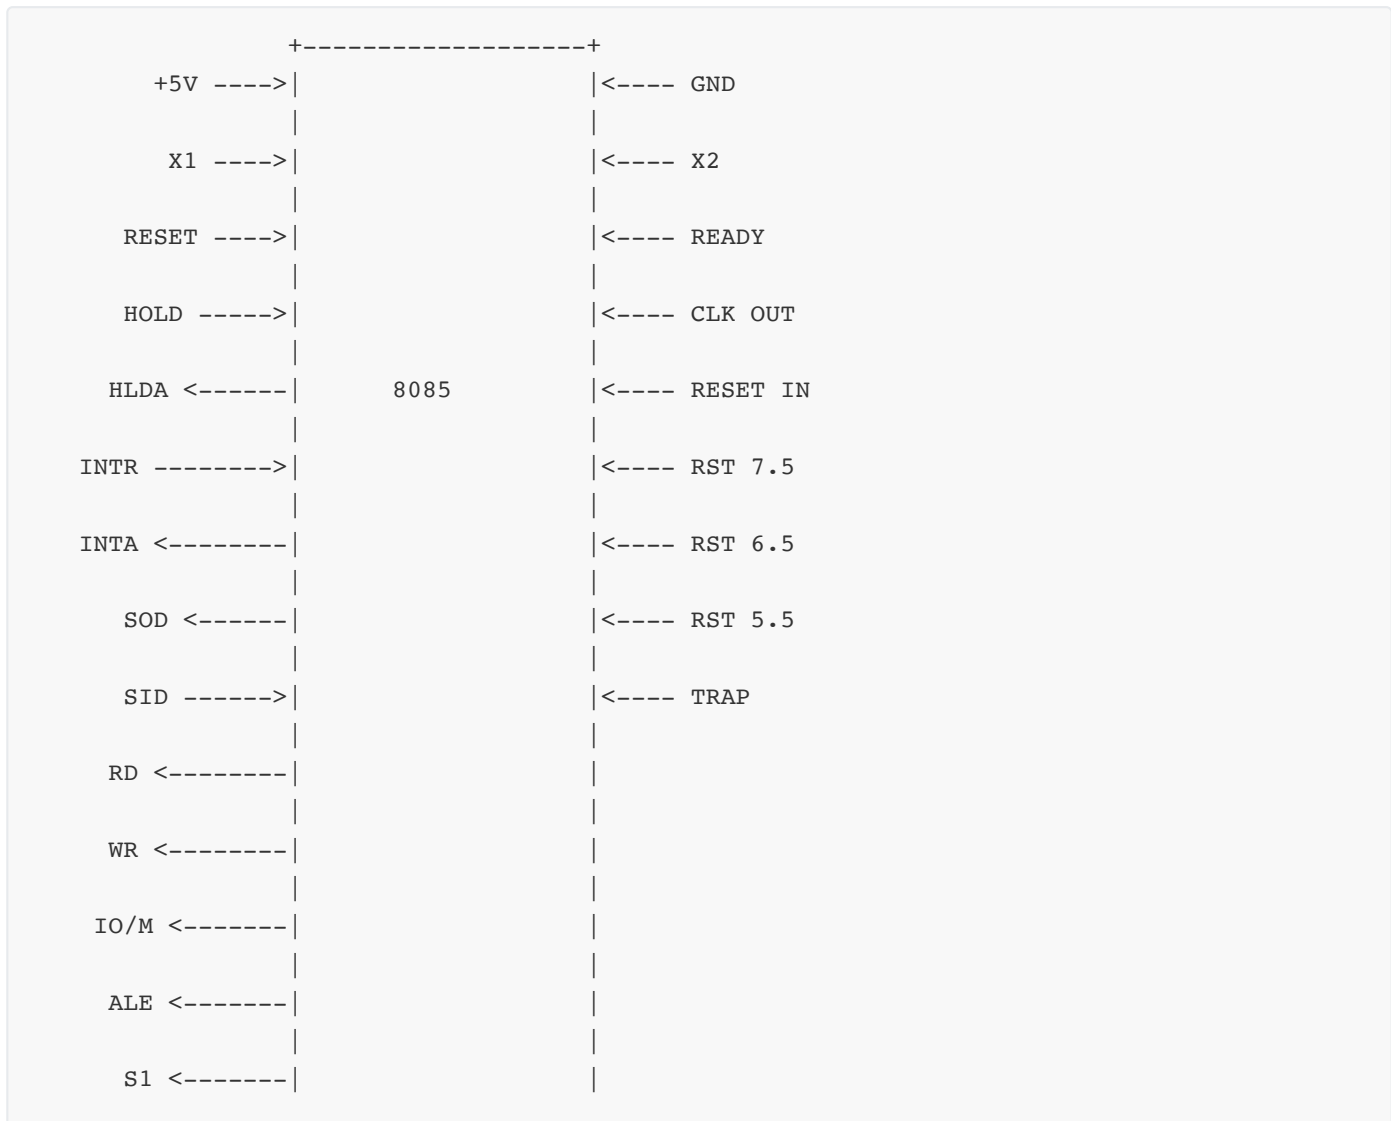 +-------------------+
+5V ---->| |<---- GND
| |
X1 ---->| |<---- X2
| |
RESET ---->| |<---- READY
| |
HOLD ----->| |<---- CLK OUT
| |
HLDA <------| 8085 |<---- RESET IN
| |
INTR -------->| |<---- RST 7.5
| |
INTA <--------| |<---- RST 6.5
| |
SOD <------| |<---- RST 5.5
| |
SID ------>| |<---- TRAP
| |
RD <--------| |
| |
WR <--------| |
| |
IO/M <-------| |
| |
ALE <-------| |
| |
S1 <-------| |